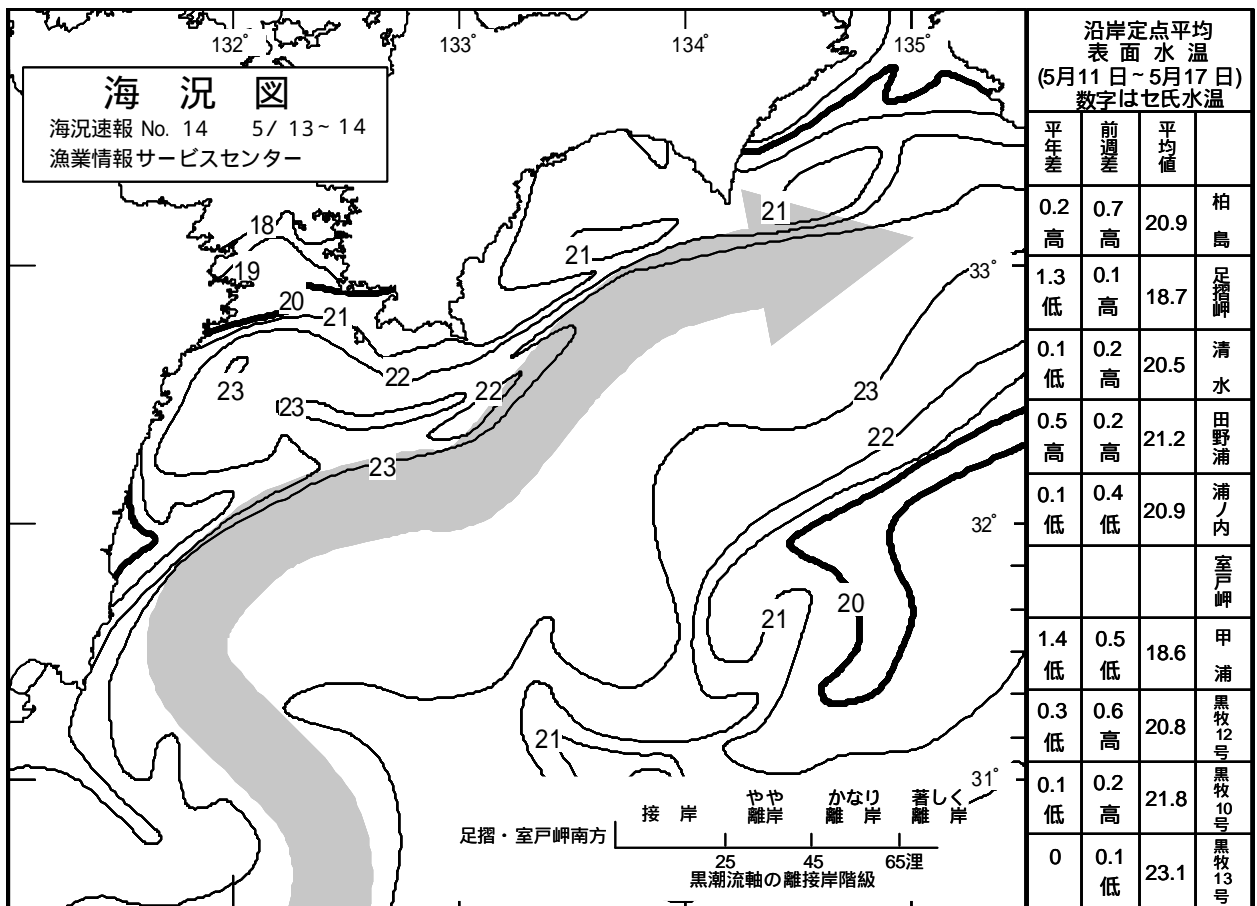 132°
133°
134°
135°
海 況 図
海況速報 No. 14 5/ 13~ 14
漁業情報サービスセンター
18
19
20
21
21
21
22
22
23
23
23
33°
23
22
32°
21
20
21
31°
接 岸
やや
離岸
かなり
離 岸
著しく
離 岸
足摺・室戸岬南方
25 45 65浬
黒潮流軸の離接岸階級
沿岸定点平均
表 面 水 温
(5月11 日~5月17 日)
数字はセ氏水温
平年差 前週差 平均値
0.2高 0.7高 20.9 柏島
1.3低 0.1高 18.7 足摺岬
0.1低 0.2高 20.5 清水
0.5高 0.2高 21.2 田野浦
0.1低 0.4低 20.9 浦ノ内
室戸岬
1.4低 0.5低 18.6 甲浦
0.3低 0.6高 20.8 黒牧12号
0.1低 0.2高 21.8 黒牧10号
0 0.1低 23.1 黒牧13号